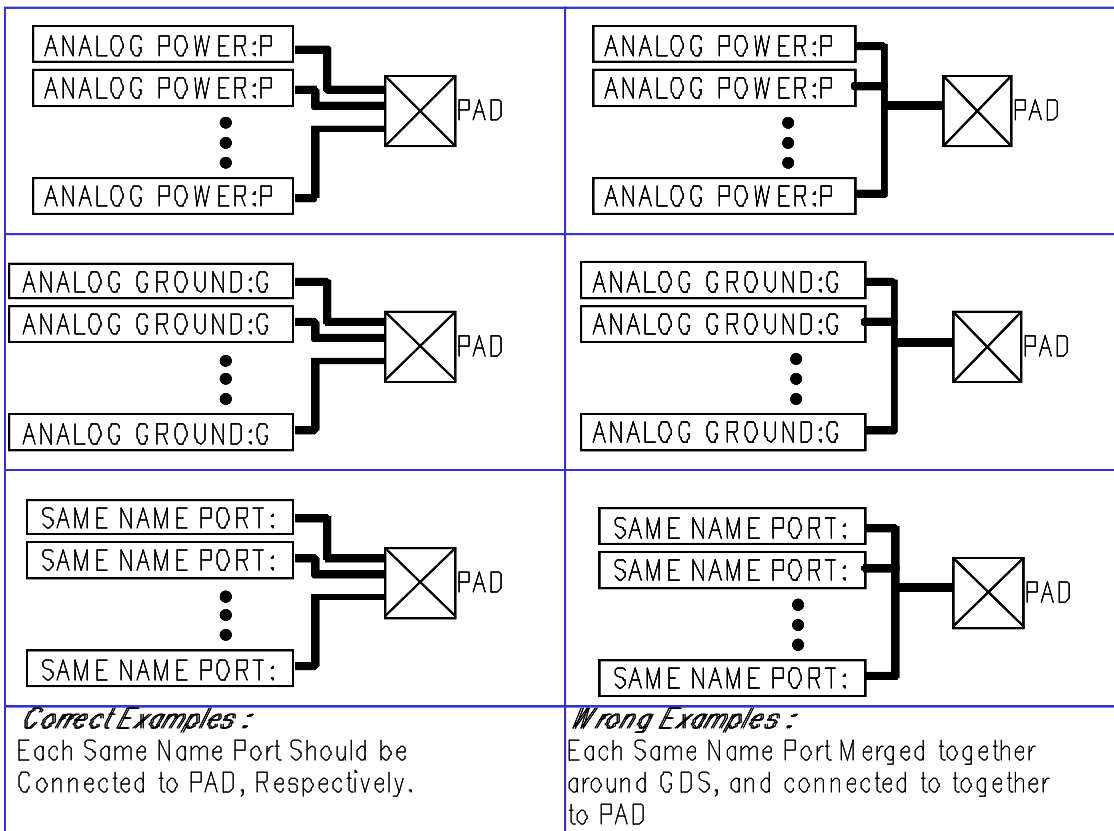 ANALOG POWER:P
ANALOG POWER:P
PAD
ANALOG POWER:P
ANALOG POWER:P
ANALOG POWER:P
PAD
ANALOG POWER:P
ANALOG GROUND:G
ANALOG GROUND:G
PAD
ANALOG GROUND:G
ANALOG GROUND:G
ANALOG GROUND:G
PAD
ANALOG GROUND:G
SAME NAME PORT:
SAME NAME PORT:
PAD
SAME NAME PORT:
SAME NAME PORT:
SAME NAME PORT:
PAD
SAME NAME PORT:
Correct Examples :
Each Same Name Port Should be
Connected to PAD, Respectively.
Wrong Examples :
Each Same Name Port Merged together
around GDS, and connected to together
to PAD